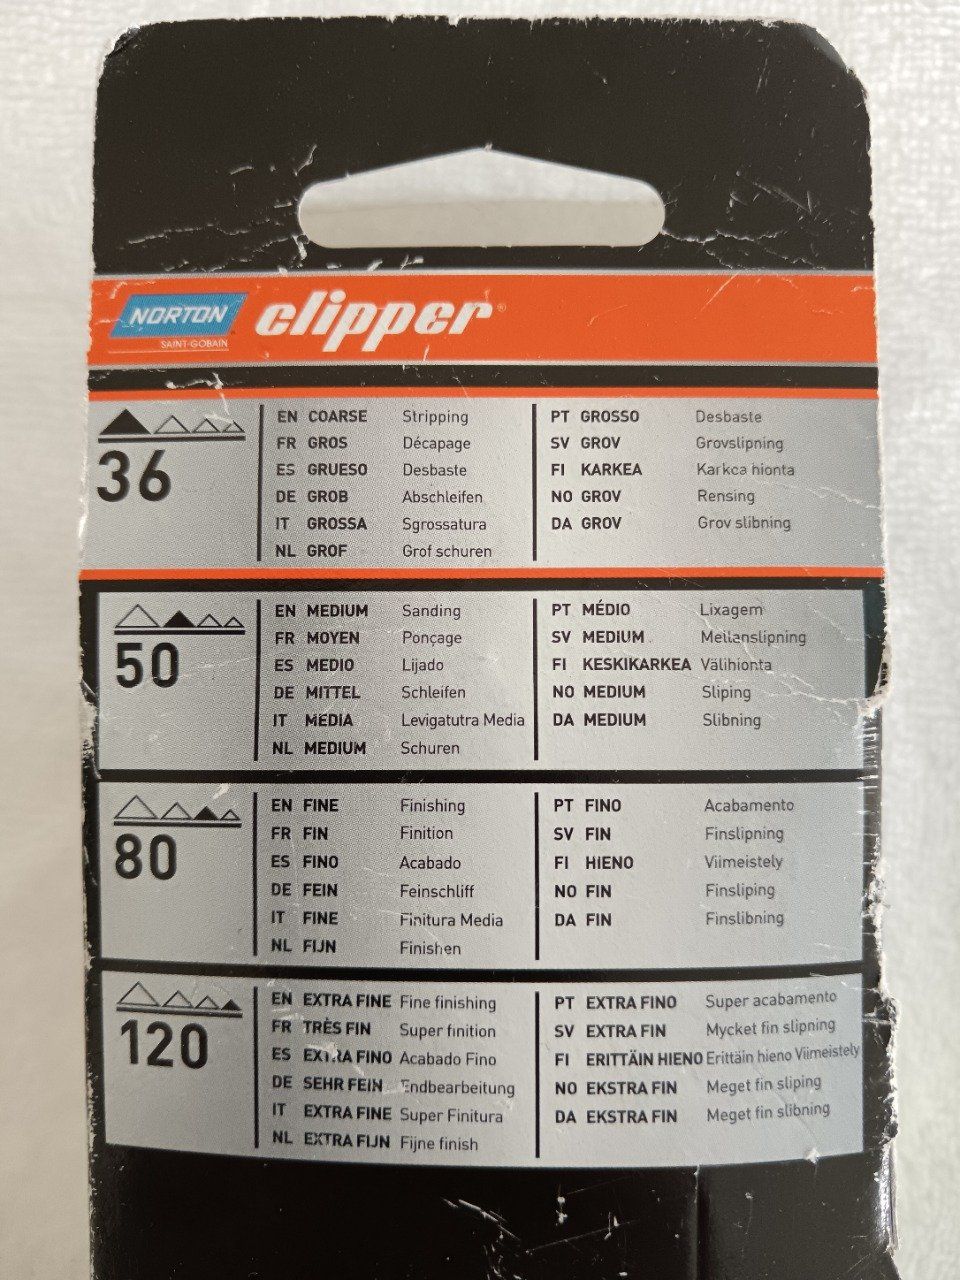 NORTON
SAINT-GOBAIN
clipper®
36
EN COARSE Stripping
FR GROS Décapage
ES GRUESO Desbaste
DE GROB Abschleifen
IT GROSSA Sgrossatura
NL GROF Grof schuren
PT GROSSO Desbaste
SV GROV Grovslipning
FI KARKEA Karkea hionta
NO GROV Rensing
DA GROV Grov slibning
50
EN MEDIUM Sanding
FR MOYEN Ponçage
ES MEDIO Lijado
DE MITTEL Schleifen
IT MEDIA Levigatutra Media
NL MEDIUM Schuren
PT MÉDIO Lixagem
SV MEDIUM Mellanslipning
FI KESKIKARKEA Välihionta
NO MEDIUM Sliping
DA MEDIUM Slibning
80
EN FINE Finishing
FR FIN Finition
ES FINO Acabado
DE FEIN Feinschliff
IT FINE Finitura Media
NL FIJN Finishen
PT FINO Acabamento
SV FIN Finslipning
FI HIENO Viimeistely
NO FIN Finsliping
DA FIN Finslibning
120
EN EXTRA FINE Fine finishing
FR TRÈS FIN Super finition
ES EXTRA FINO Acabado Fino
DE SEHR FEIN Endbearbeitung
IT EXTRA FINE Super Finitura
NL EXTRA FIJN Fijne finish
PT EXTRA FINO Super acabamento
SV EXTRA FIN Mycket fin slipning
FI ERITTÄIN HIENO Erittäin hieno Viimeistely
NO EKSTRA FIN Meget fin sliping
DA EKSTRA FIN Meget fin slibning